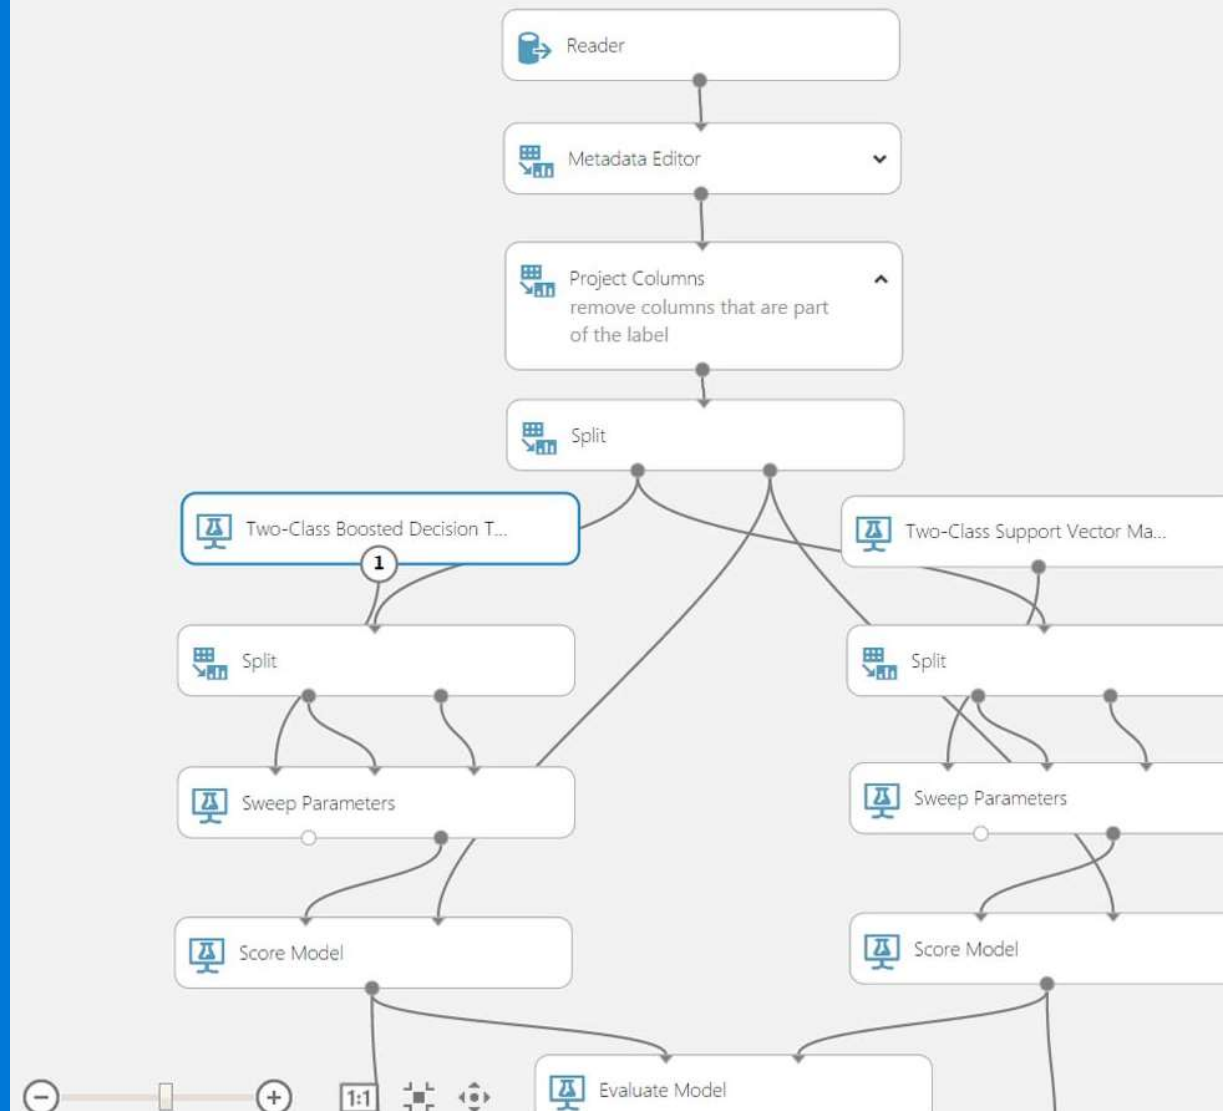 Reader
Metadata Editor
Project Columns
remove columns that are part
of the label
Split
Two-Class Boosted Decision T...
1
Two-Class Support Vector Ma...
Split
Split
Sweep Parameters
Sweep Parameters
Score Model
Score Model
Evaluate Model
1:1